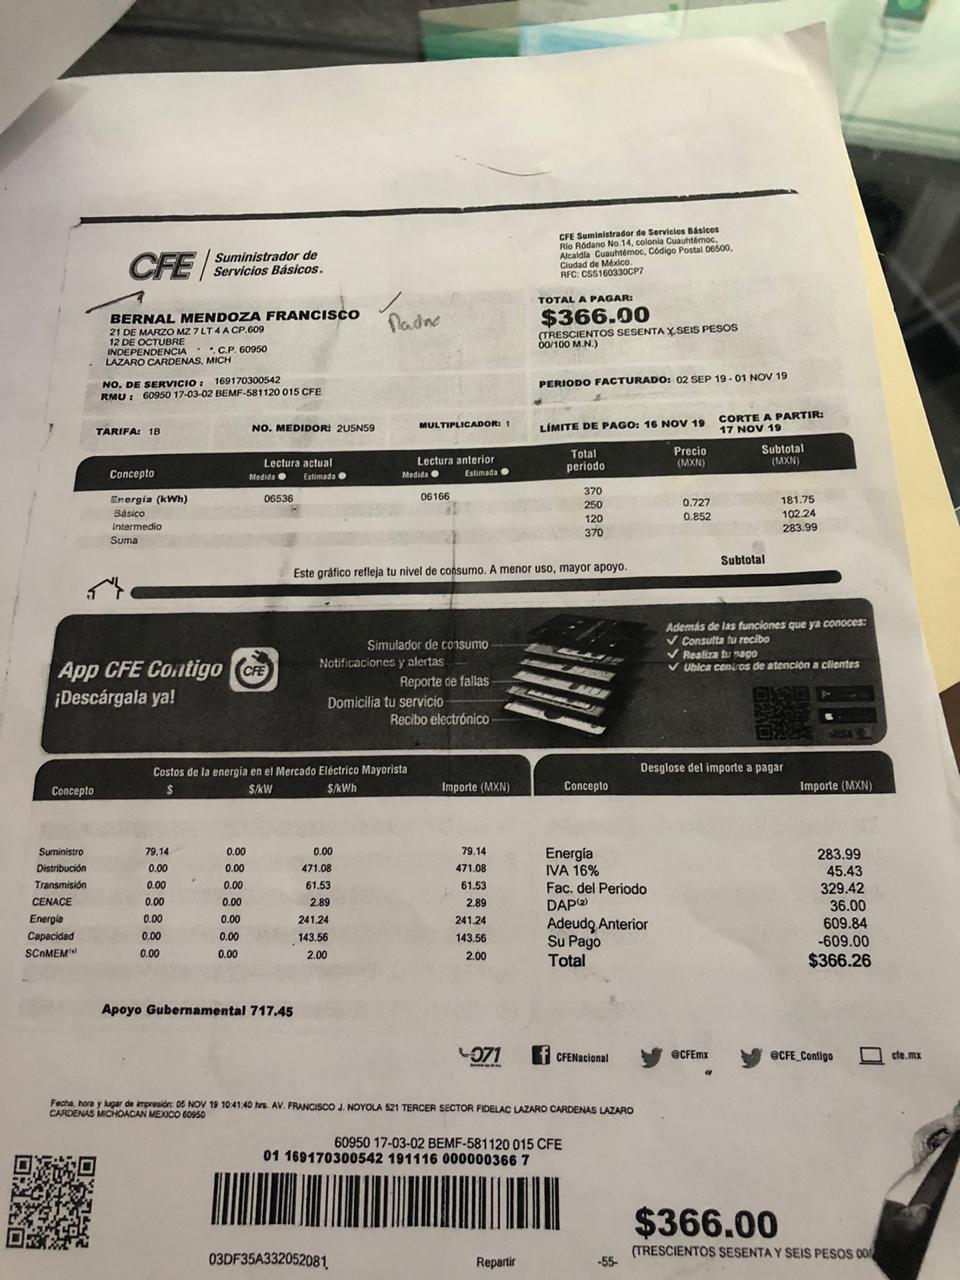 CFE Suministrador de
Servicios Básicos.
CFE Suministrador de Servicios Básicos
Río Ródano No.14, colonia Cuauhtémoc,
Alcaldía Cuauhtémoc, Código Postal 06500,
Ciudad de México.
RFC: CSS160330CP7
BERNAL MENDOZA FRANCISCO
21 DE MARZO MZ 7 LT 4 A CP.609
12 DE OCTUBRE
INDEPENDENCIA C.P. 60950
LAZARO CARDENAS, MICH
TOTAL A PAGAR:
$366.00
(TRESCIENTOS SESENTA Y SEIS PESOS
00/100 M.N.)
NO. DE SERVICIO : 169170300542
RMU : 60950 17-03-02 BEMF-581120 015 CFE
PERIODO FACTURADO: 02 SEP 19 - 01 NOV 19
TARIFA: 1B NO. MEDIDOR: 2U5N59 MULTIPLICADOR: 1 LÍMITE DE PAGO: 16 NOV 19 CORTE A PARTIR:
17 NOV 19
Concepto Lectura actual Lectura anterior Total periodo Precio (MXN) Subtotal (MXN)
Medida Estimada Medida Estimada
Energía (kWh) 06536 06166 370
Básico 250 0.727 181.75
Intermedio 120 0.852 102.24
Suma 370 283.99
Subtotal
Este gráfico refleja tu nivel de consumo. A menor uso, mayor apoyo.
App CFE Contigo CFE
¡Descárgala ya!
Simulador de consumo
Notificaciones y alertas
Reporte de fallas
Domicilia tu servicio
Recibo electrónico
Además de las funciones que ya conoces:
Consulta tu recibo
Realiza tu pago
Ubica centros de atención a clientes
VISA
Costos de la energía en el Mercado Eléctrico Mayorista
Concepto $ $/kW $/kWh Importe (MXN)
Suministro 79.14 0.00 0.00 79.14
Distribución 0.00 0.00 471.08 471.08
Transmisión 0.00 0.00 61.53 61.53
CENACE 0.00 0.00 2.89 2.89
Energía 0.00 0.00 241.24 241.24
Capacidad 0.00 0.00 143.56 143.56
SCnMEM 0.00 0.00 2.00 2.00
Desglose del importe a pagar
Concepto Importe (MXN)
Energía 283.99
IVA 16% 45.43
Fac. del Periodo 329.42
DAP(2) 36.00
Adeudo Anterior 609.84
Su Pago -609.00
Total $366.26
Apoyo Gubernamental 717.45
071 CFENacional @CFEmx @CFE_Contigo cfe.mx
Fecha, hora y lugar de impresión: 05 NOV 19 10:41:40 hrs. AV. FRANCISCO J. NOYOLA 521 TERCER SECTOR FIDELAC LAZARO CARDENAS LAZARO
CARDENAS MICHOACAN MEXICO 60950
60950 17-03-02 BEMF-581120 015 CFE
01 169170300542 191116 000000366 7
03DF35A332052081 Repartir -55-
$366.00
(TRESCIENTOS SESENTA Y SEIS PESOS 00/